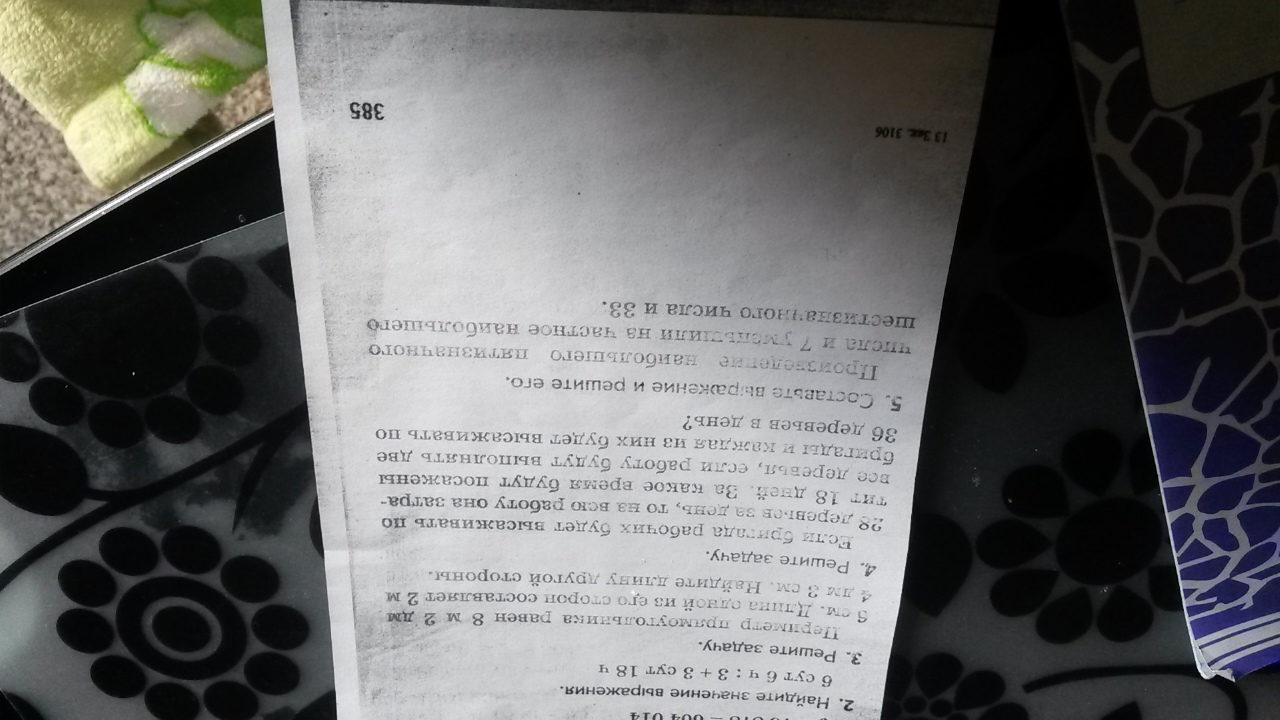 – 604 014
2. Найдите значение выражения.
6 сут 6 ч : 3 + 3 сут 18 ч
3. Решите задачу.
Периметр прямоугольника равен 8 м 2 дм
6 см. Длина одной из его сторон составляет 2 м
4 дм 3 см. Найдите длину другой стороны.
4. Решите задачу.
Если бригада рабочих будет высаживать по
28 деревьев за день, то на всю работу она затра-
тит 18 дней. За какое время будут посажены
все деревья, если работу будут выполнять две
бригады и каждая из них будет высаживать по
36 деревьев в день?
5. Составьте выражение и решите его.
Произведение наибольшего пятизначного
числа и 7 уменьшили на частное наибольшего
шестизначного числа и 33.
13 Зак. 3106
385